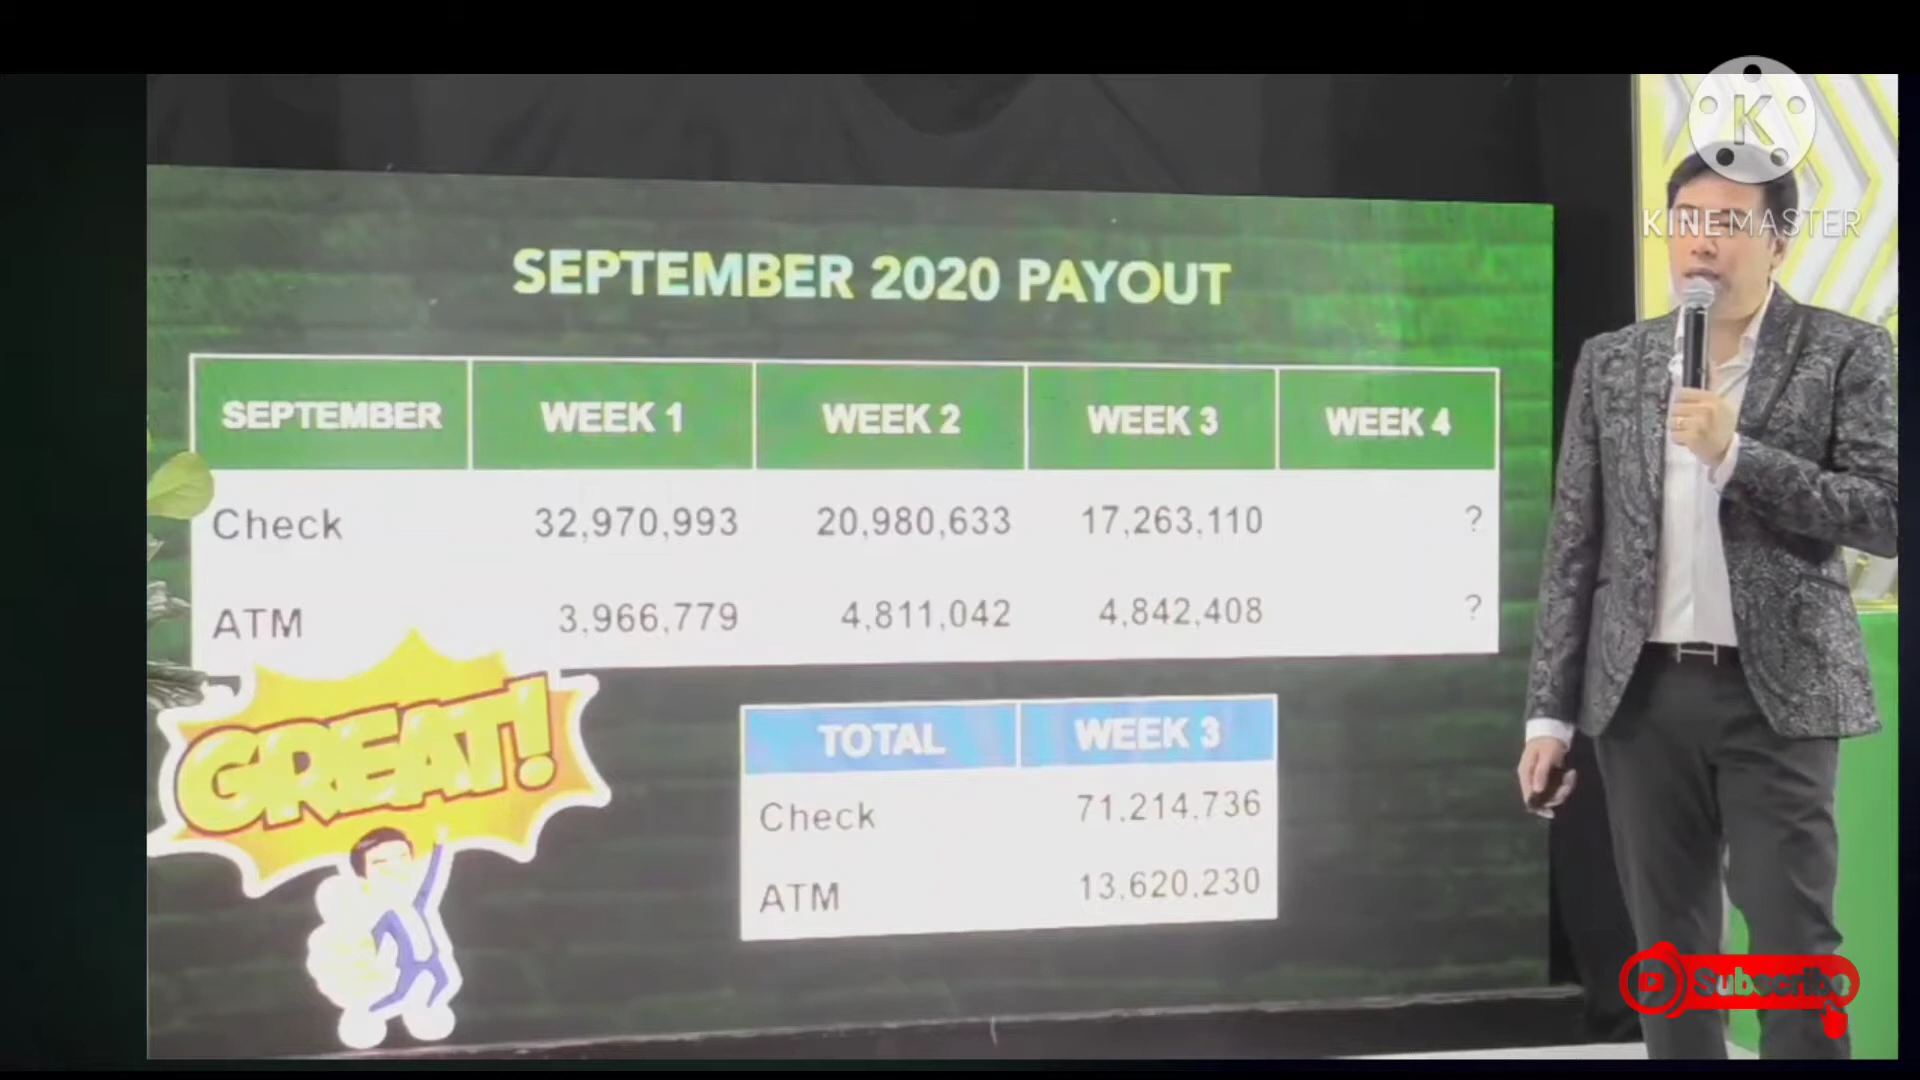 K
KINEMASTER
SEPTEMBER 2020 PAYOUT
SEPTEMBER WEEK 1 WEEK 2 WEEK 3 WEEK 4
Check 32,970,993 20,980,633 17,263,110 ?
ATM 3,966,779 4,811,042 4,842,408 ?
GREAT!
TOTAL WEEK 3
Check 71,214,736
ATM 13,620,230
Subscribe